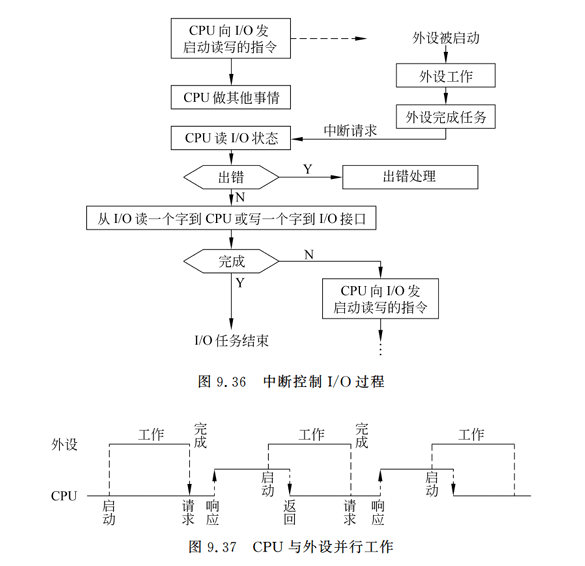 CPU 向 I/O 发
启动读写的指令
外设被启动
外设工作
CPU 做其他事情
外设完成任务
中断请求
CPU 读 I/O 状态
出错
Y
出错处理
N
从 I/O 读一个字到 CPU 或写一个字到 I/O 接口
完成
N
Y
CPU 向 I/O 发
启动读写的指令
I/O 任务结束
⋮
图 9.36 中断控制 I/O 过程
外设
工作
完成
工作
完成
工作
CPU
启动
请求
响应
启动
返回
请求
响应
启动
图 9.37 CPU 与外设并行工作